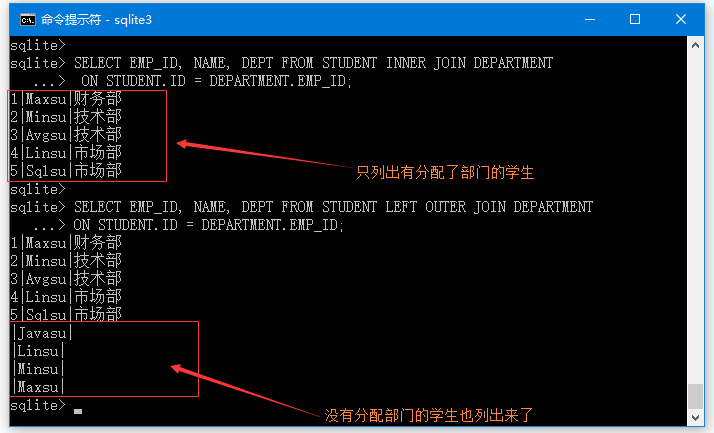 命令提示符 - sqlite3
sqlite>
sqlite> SELECT EMP_ID, NAME, DEPT FROM STUDENT INNER JOIN DEPARTMENT
...> ON STUDENT.ID = DEPARTMENT.EMP_ID;
1|Maxsu|财务部
2|Minsu|技术部
3|Avgsu|技术部
4|Linsu|市场部
5|Sqlsu|市场部
只列出有分配了部门的学生
sqlite>
sqlite> SELECT EMP_ID, NAME, DEPT FROM STUDENT LEFT OUTER JOIN DEPARTMENT
...> ON STUDENT.ID = DEPARTMENT.EMP_ID;
1|Maxsu|财务部
2|Minsu|技术部
3|Avgsu|技术部
4|Linsu|市场部
5|Sqlsu|市场部
|Javasu|
|Linsu|
|Minsu|
|Maxsu|
sqlite>
没有分配部门的学生也列出来了